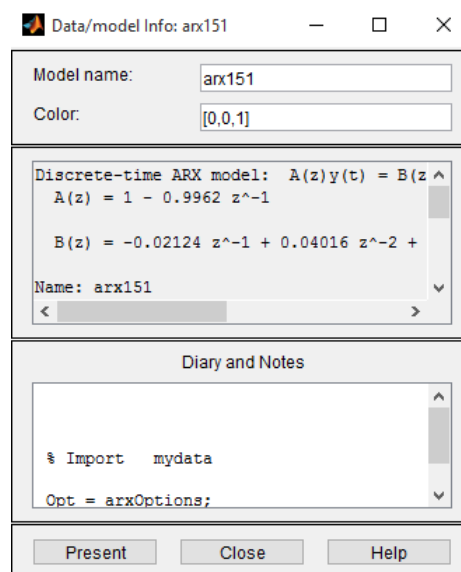 Data/model Info: arx151
Model name: arx151
Color: [0,0,1]
Discrete-time ARX model: A(z)y(t) = B(z
A(z) = 1 - 0.9962 z^-1
B(z) = -0.02124 z^-1 + 0.04016 z^-2 +
Name: arx151
Diary and Notes
% Import mydata
Opt = arxOptions;
Present Close Help